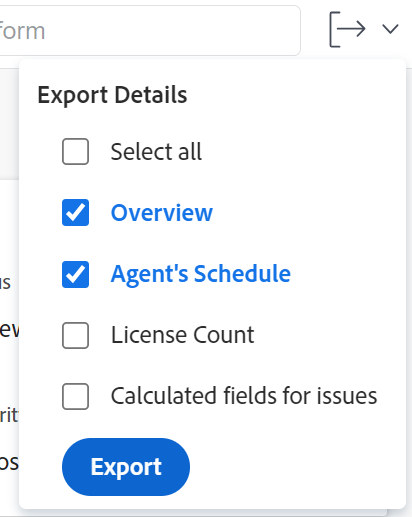 form
Export Details
Select all
Overview
Agent's Schedule
License Count
Calculated fields for issues
Export